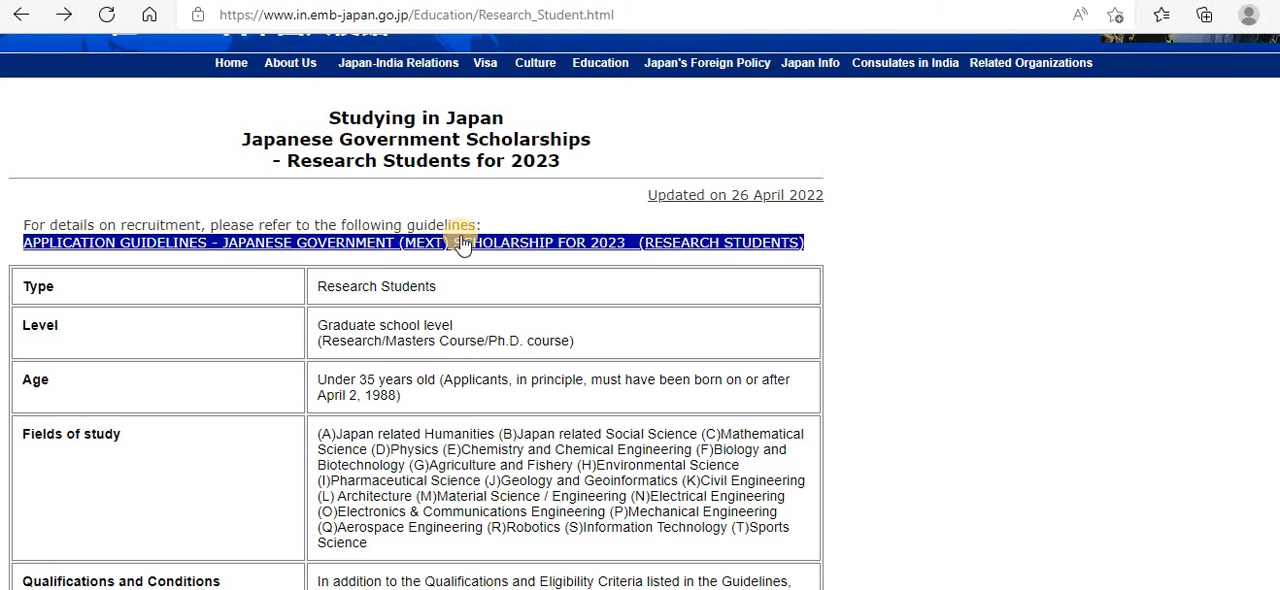 https://www.in.emb-japan.go.jp/Education/Research_Student.html
Home About Us Japan-India Relations Visa Culture Education Japan's Foreign Policy Japan Info Consulates in India Related Organizations
Studying in Japan
Japanese Government Scholarships
- Research Students for 2023
Updated on 26 April 2022
For details on recruitment, please refer to the following guidelines:
APPLICATION GUIDELINES - JAPANESE GOVERNMENT (MEXT) SCHOLARSHIP FOR 2023 (RESEARCH STUDENTS)
Type
Research Students
Level
Graduate school level
(Research/Masters Course/Ph.D. course)
Age
Under 35 years old (Applicants, in principle, must have been born on or after
April 2, 1988)
Fields of study
(A)Japan related Humanities (B)Japan related Social Science (C)Mathematical
Science (D)Physics (E)Chemistry and Chemical Engineering (F)Biology and
Biotechnology (G)Agriculture and Fishery (H)Environmental Science
(I)Pharmaceutical Science (J)Geology and Geoinformatics (K)Civil Engineering
(L) Architecture (M)Material Science / Engineering (N)Electrical Engineering
(O)Electronics & Communications Engineering (P)Mechanical Engineering
(Q)Aerospace Engineering (R)Robotics (S)Information Technology (T)Sports
Science
Qualifications and Conditions
In addition to the Qualifications and Eligibility Criteria listed in the Guidelines,